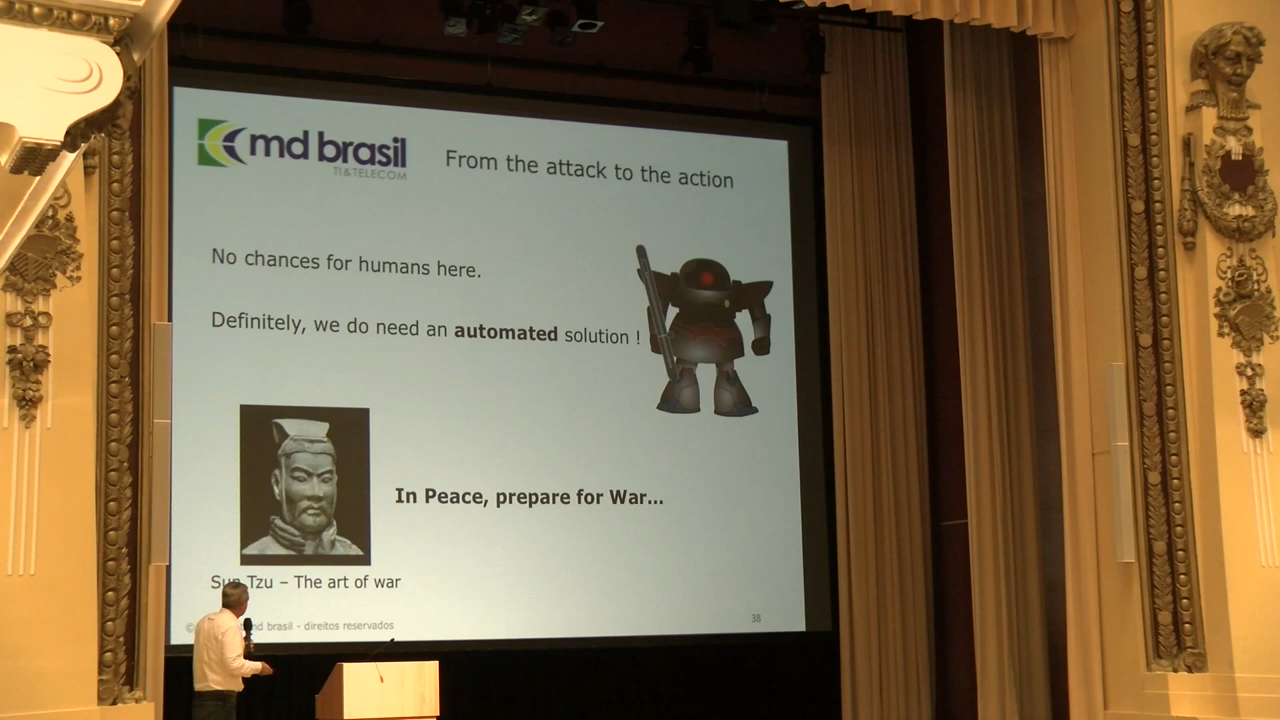 md brasil
TI & TELECOM
From the attack to the action
No chances for humans here.
Definitely, we do need an automated solution !
In Peace, prepare for War...
Sun Tzu – The art of war
© md brasil - direitos reservados
38